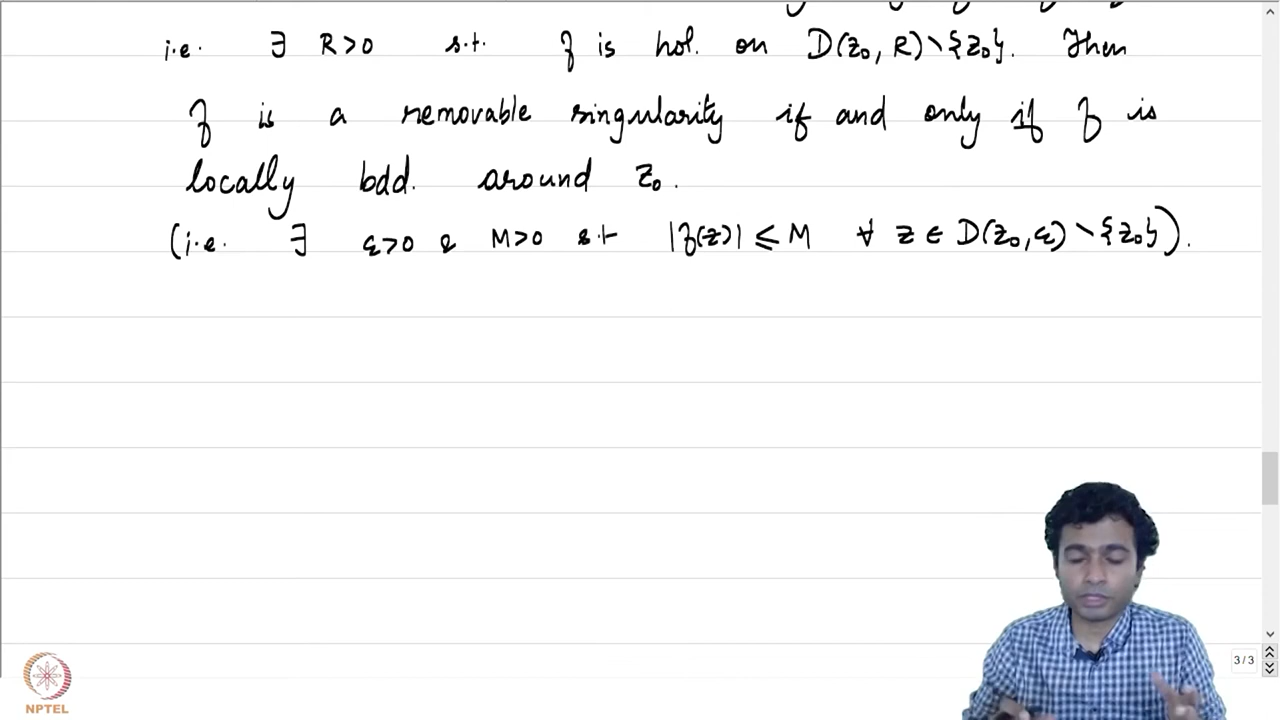 i.e. ∃ R>0 s.t. f is hol. on D(z₀, R)∖{z₀}. Then
f is a removable singularity if and only if f is
locally bdd. around z₀.
(i.e. ∃ ε>0 & M>0 s.t |f(z)| ≤ M ∀ z ∈ D(z₀,ε)∖{z₀}).
3 / 3
NPTEL